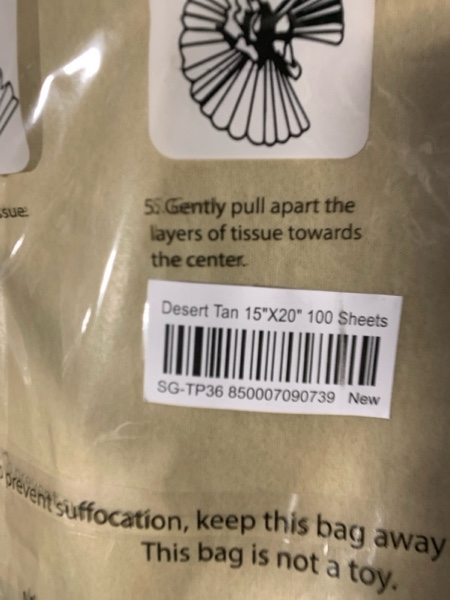 ssue.
5. Gently pull apart the
layers of tissue towards
the center.
Desert Tan 15"X20" 100 Sheets
SG-TP36 850007090739 New
prevent suffocation, keep this bag away
This bag is not a toy.